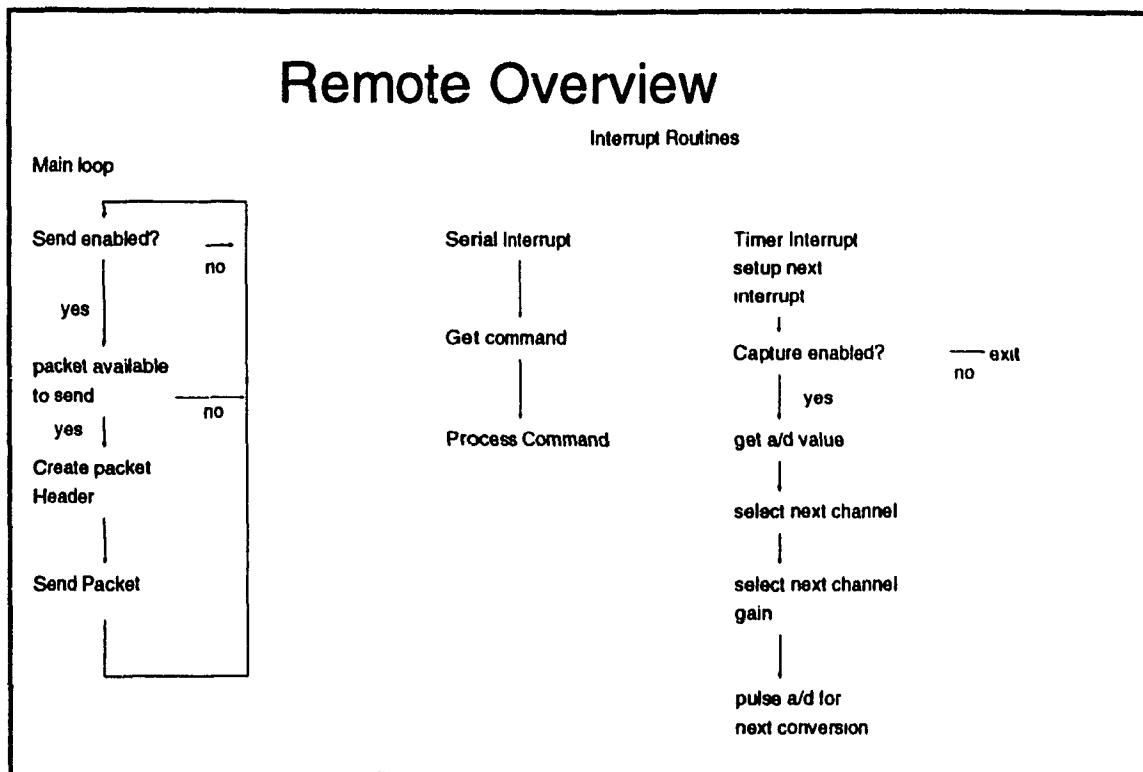 Remote Overview
Interrupt Routines
Main loop
Send enabled?
no
yes
packet available
to send
no
yes
Create packet
Header
Send Packet
Serial Interrupt
Get command
Process Command
Timer Interrupt
setup next
interrupt
Capture enabled?
exit
no
yes
get a/d value
select next channel
select next channel
gain
pulse a/d for
next conversion